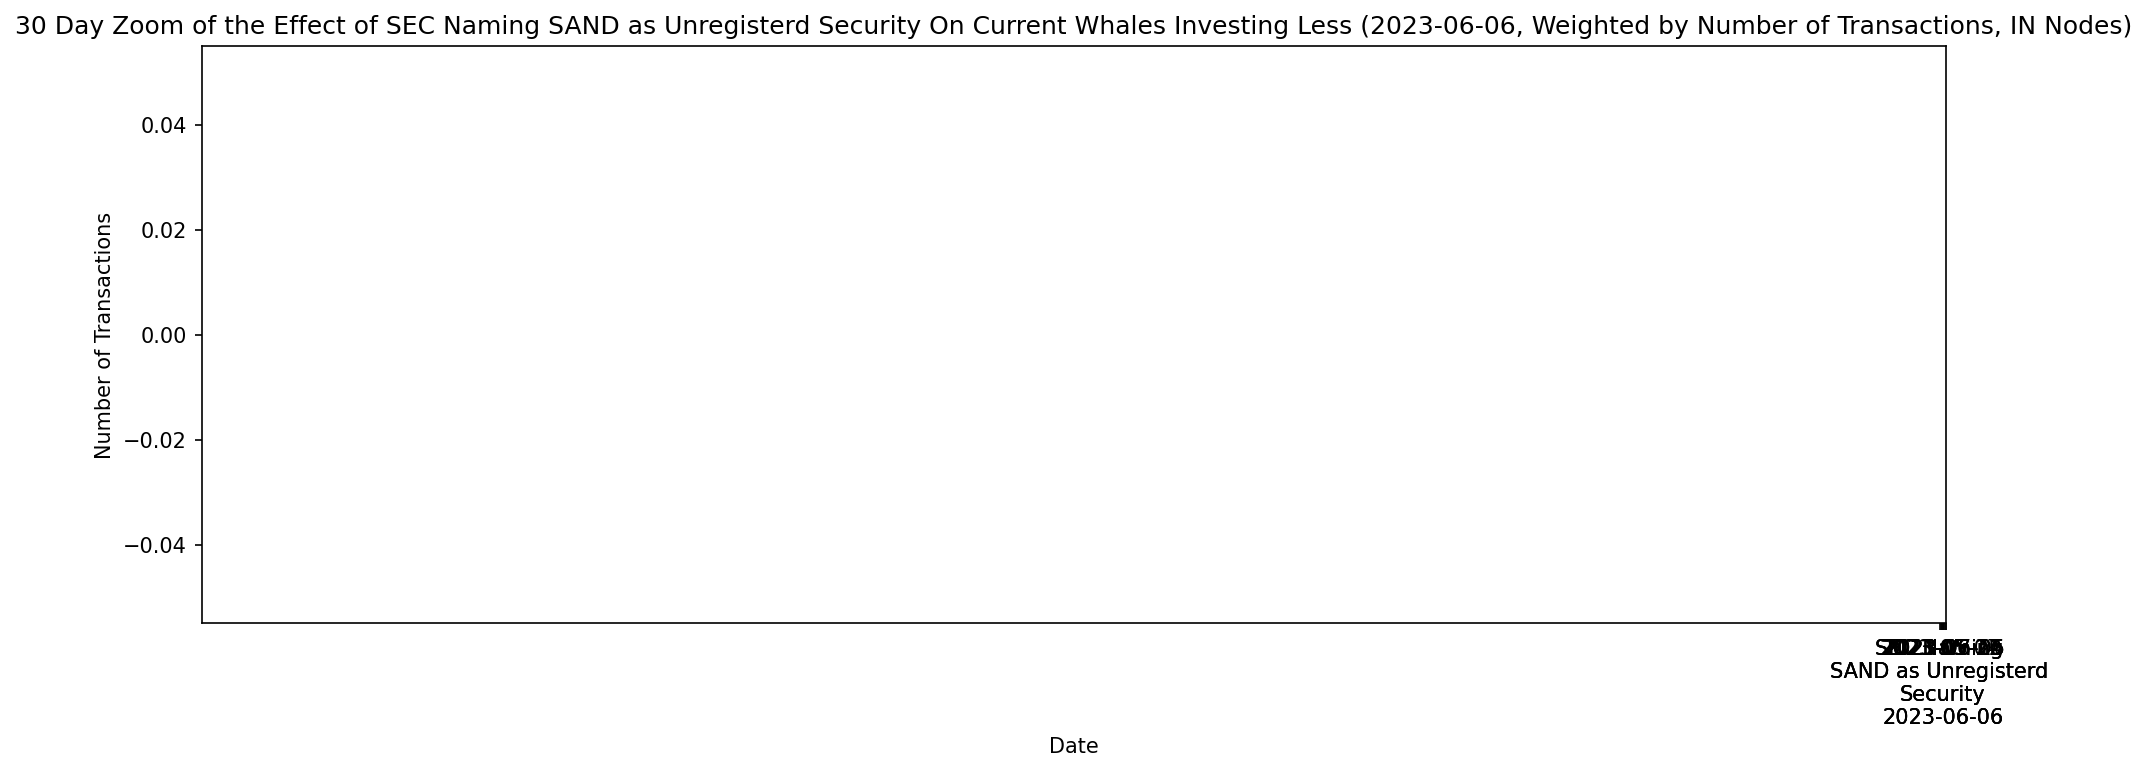 30 Day Zoom of the Effect of SEC Naming SAND as Unregisterd Security On Current Whales Investing Less (2023-06-06, Weighted by Number of Transactions, IN Nodes)
0.04
0.02
0.00
−0.02
−0.04
Number of Transactions
SAND as Unregisterd
Security
2023-06-06
Date